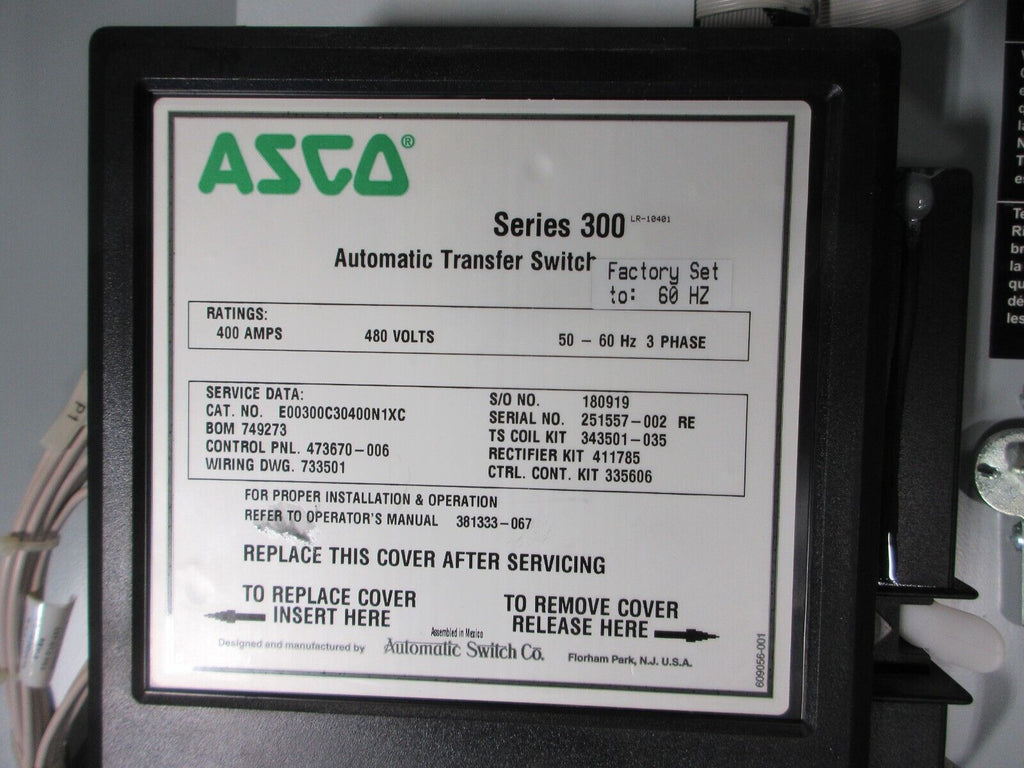 ASCO®
Series 300 LR-10401
Automatic Transfer Switch
Factory Set
to: 60 HZ
RATINGS:
400 AMPS 480 VOLTS 50 – 60 Hz 3 PHASE
SERVICE DATA:
CAT. NO. E00300C30400N1XC
BOM 749273
CONTROL PNL. 473670–006
WIRING DWG. 733501
S/O NO. 180919
SERIAL NO. 251557–002 RE
TS COIL KIT 343501–035
RECTIFIER KIT 411785
CTRL. CONT. KIT 335606
FOR PROPER INSTALLATION & OPERATION
REFER TO OPERATOR'S MANUAL 381333–067
REPLACE THIS COVER AFTER SERVICING
TO REPLACE COVER
INSERT HERE
TO REMOVE COVER
RELEASE HERE
Assembled in Mexico
Designed and manufactured by Automatic Switch Co. Florham Park, N.J. U.S.A.
609056-001
P1